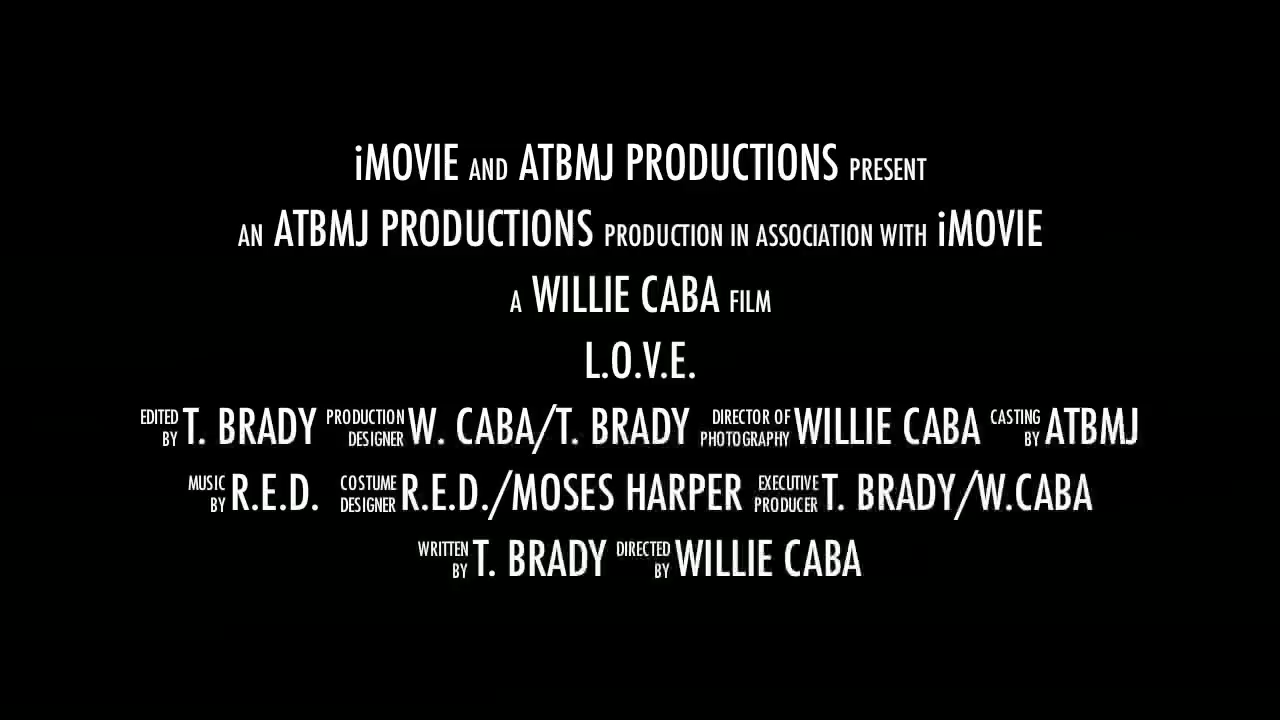 iMOVIE AND ATBMJ PRODUCTIONS PRESENT
AN ATBMJ PRODUCTIONS PRODUCTION IN ASSOCIATION WITH iMOVIE
A WILLIE CABA FILM
L.O.V.E.
EDITED BY T. BRADY PRODUCTION DESIGNER W. CABA/T. BRADY DIRECTOR OF PHOTOGRAPHY WILLIE CABA CASTING BY ATBMJ
MUSIC BY R.E.D. COSTUME DESIGNER R.E.D./MOSES HARPER EXECUTIVE PRODUCER T. BRADY/W.CABA
WRITTEN BY T. BRADY DIRECTED BY WILLIE CABA